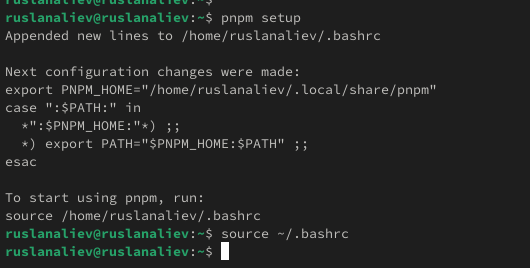 ruslanaliev@ruslanaliev:~$
ruslanaliev@ruslanaliev:~$ pnpm setup
Appended new lines to /home/ruslanaliev/.bashrc

Next configuration changes were made:
export PNPM_HOME="/home/ruslanaliev/.local/share/pnpm"
case ":$PATH:" in
  *":$PNPM_HOME:"*) ;;
  *) export PATH="$PNPM_HOME:$PATH" ;;
esac

To start using pnpm, run:
source /home/ruslanaliev/.bashrc
ruslanaliev@ruslanaliev:~$ source ~/.bashrc
ruslanaliev@ruslanaliev:~$